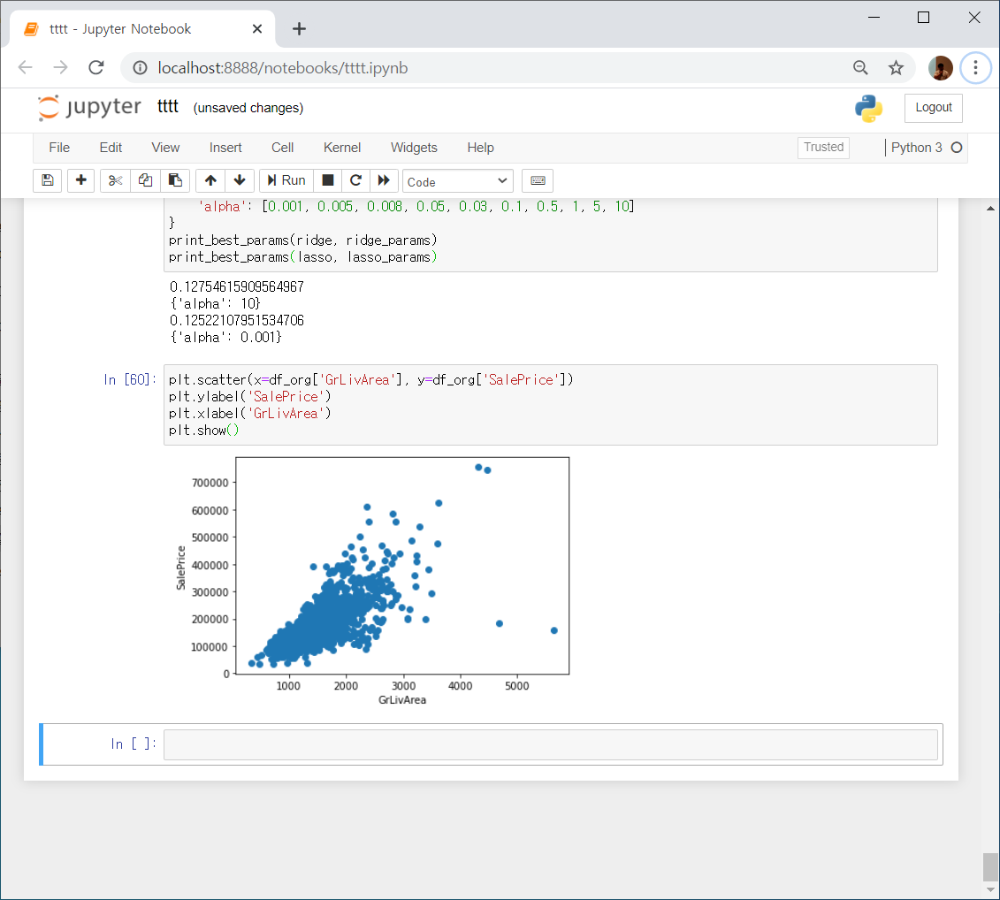 tttt - Jupyter Notebook
localhost:8888/notebooks/tttt.ipynb
jupyter tttt (unsaved changes)
Logout
File Edit View Insert Cell Kernel Widgets Help
Trusted
Python 3
Run
Code
'alpha': [0.001, 0.005, 0.008, 0.05, 0.03, 0.1, 0.5, 1, 5, 10]
}
print_best_params(ridge, ridge_params)
print_best_params(lasso, lasso_params)
0.12754615909564967
{'alpha': 10}
0.12522107951534706
{'alpha': 0.001}
In [60]:
plt.scatter(x=df_org['GrLivArea'], y=df_org['SalePrice'])
plt.ylabel('SalePrice')
plt.xlabel('GrLivArea')
plt.show()
700000
600000
500000
400000
300000
200000
100000
0
SalePrice
1000 2000 3000 4000 5000
GrLivArea
In [ ]: